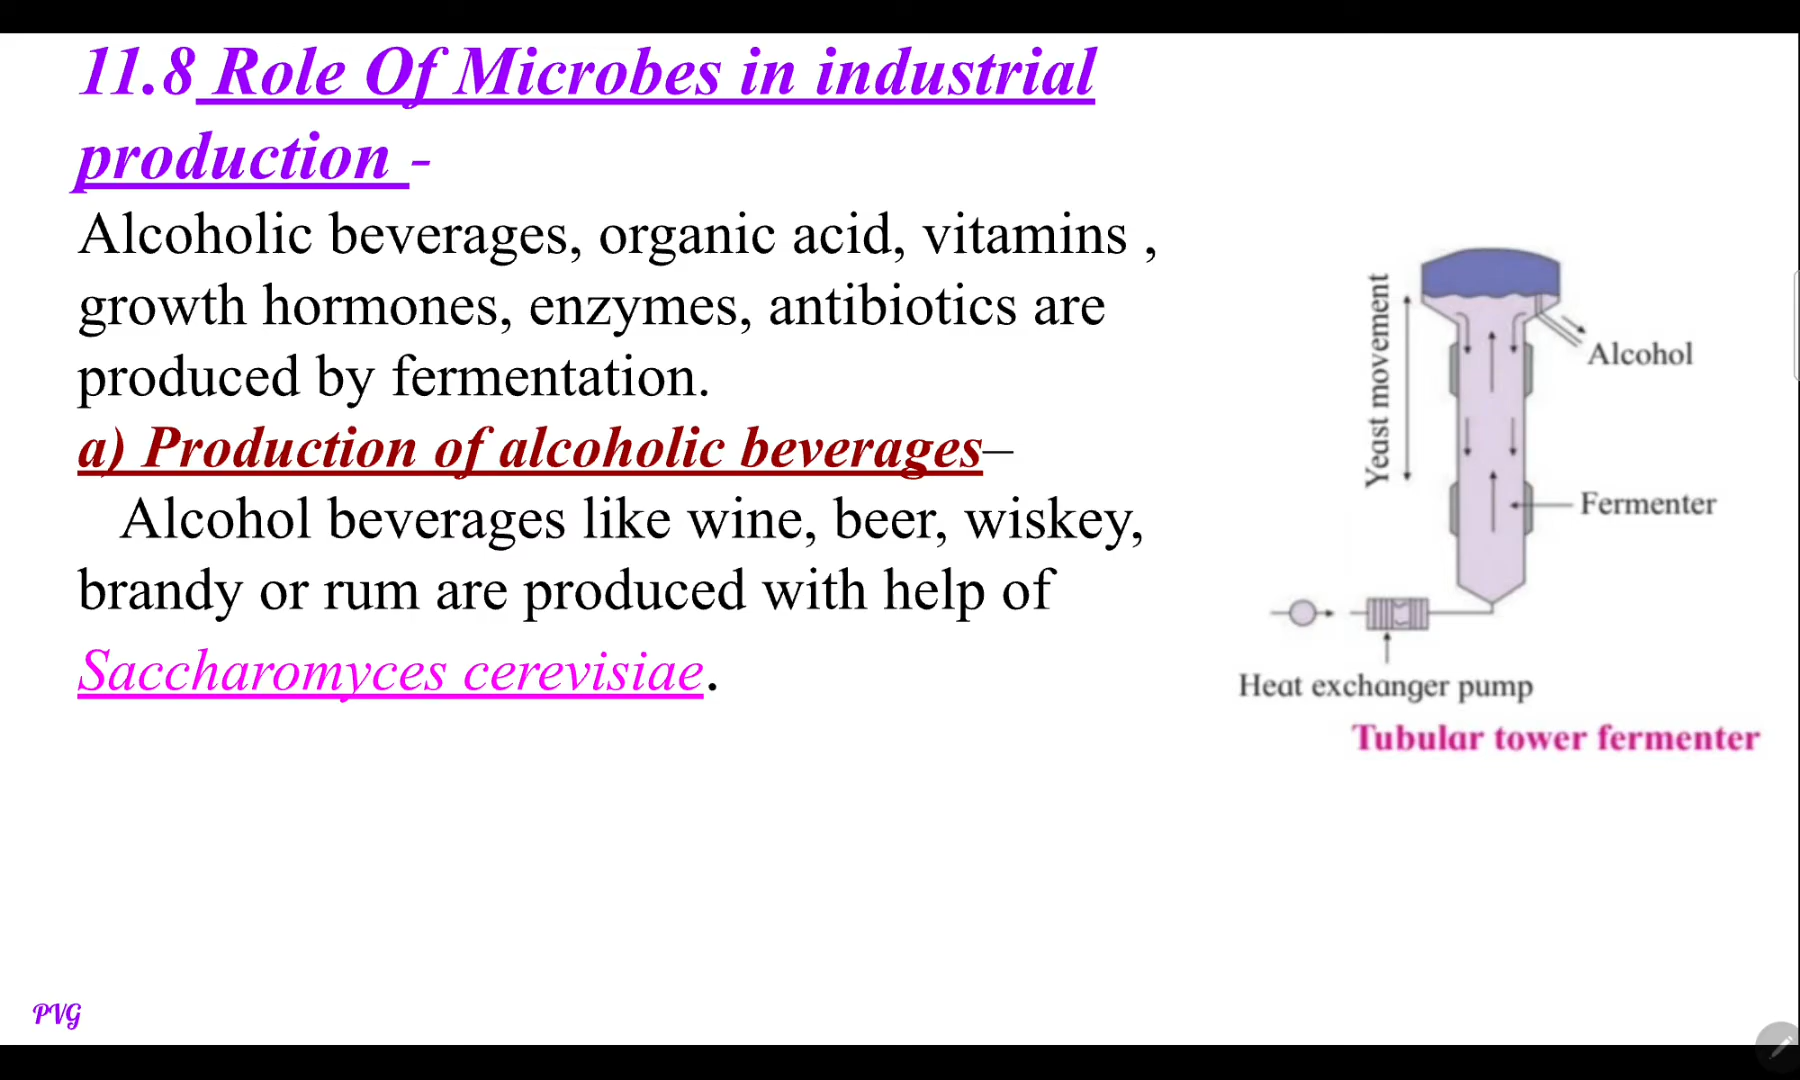 11.8 Role Of Microbes in industrial
production -
Alcoholic beverages, organic acid, vitamins ,
growth hormones, enzymes, antibiotics are
produced by fermentation.
a) Production of alcoholic beverages–
Alcohol beverages like wine, beer, wiskey,
brandy or rum are produced with help of
Saccharomyces cerevisiae.
Yeast movement
Alcohol
Fermenter
Heat exchanger pump
Tubular tower fermenter
PVG